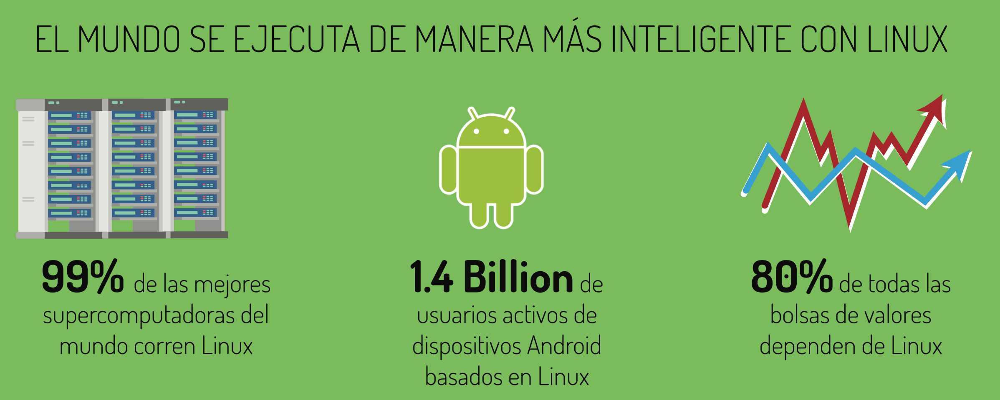 EL MUNDO SE EJECUTA DE MANERA MÁS INTELIGENTE CON LINUX
99% de las mejores
supercomputadoras del
mundo corren Linux
1.4 Billion de
usuarios activos de
dispositivos Android
basados en Linux
80% de todas las
bolsas de valores
dependen de Linux